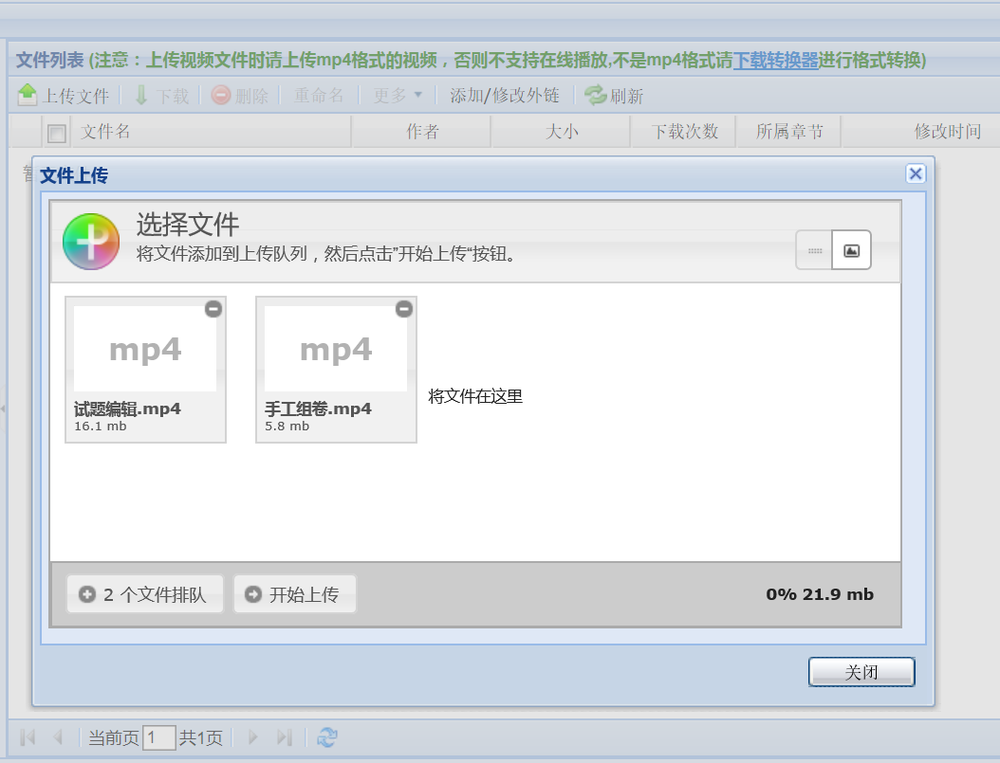 文件列表 (注意：上传视频文件时请上传mp4格式的视频，否则不支持在线播放,不是mp4格式请下载转换器进行格式转换)
上传文件 下载 删除 重命名 更多 添加/修改外链 刷新
文件名 作者 大小 下载次数 所属章节 修改时间
文件上传
选择文件
将文件添加到上传队列，然后点击”开始上传“按钮。
mp4 mp4
将文件在这里
试题编辑.mp4 手工组卷.mp4
16.1 mb 5.8 mb
2 个文件排队 开始上传 0% 21.9 mb
关闭
当前页 1 共1页